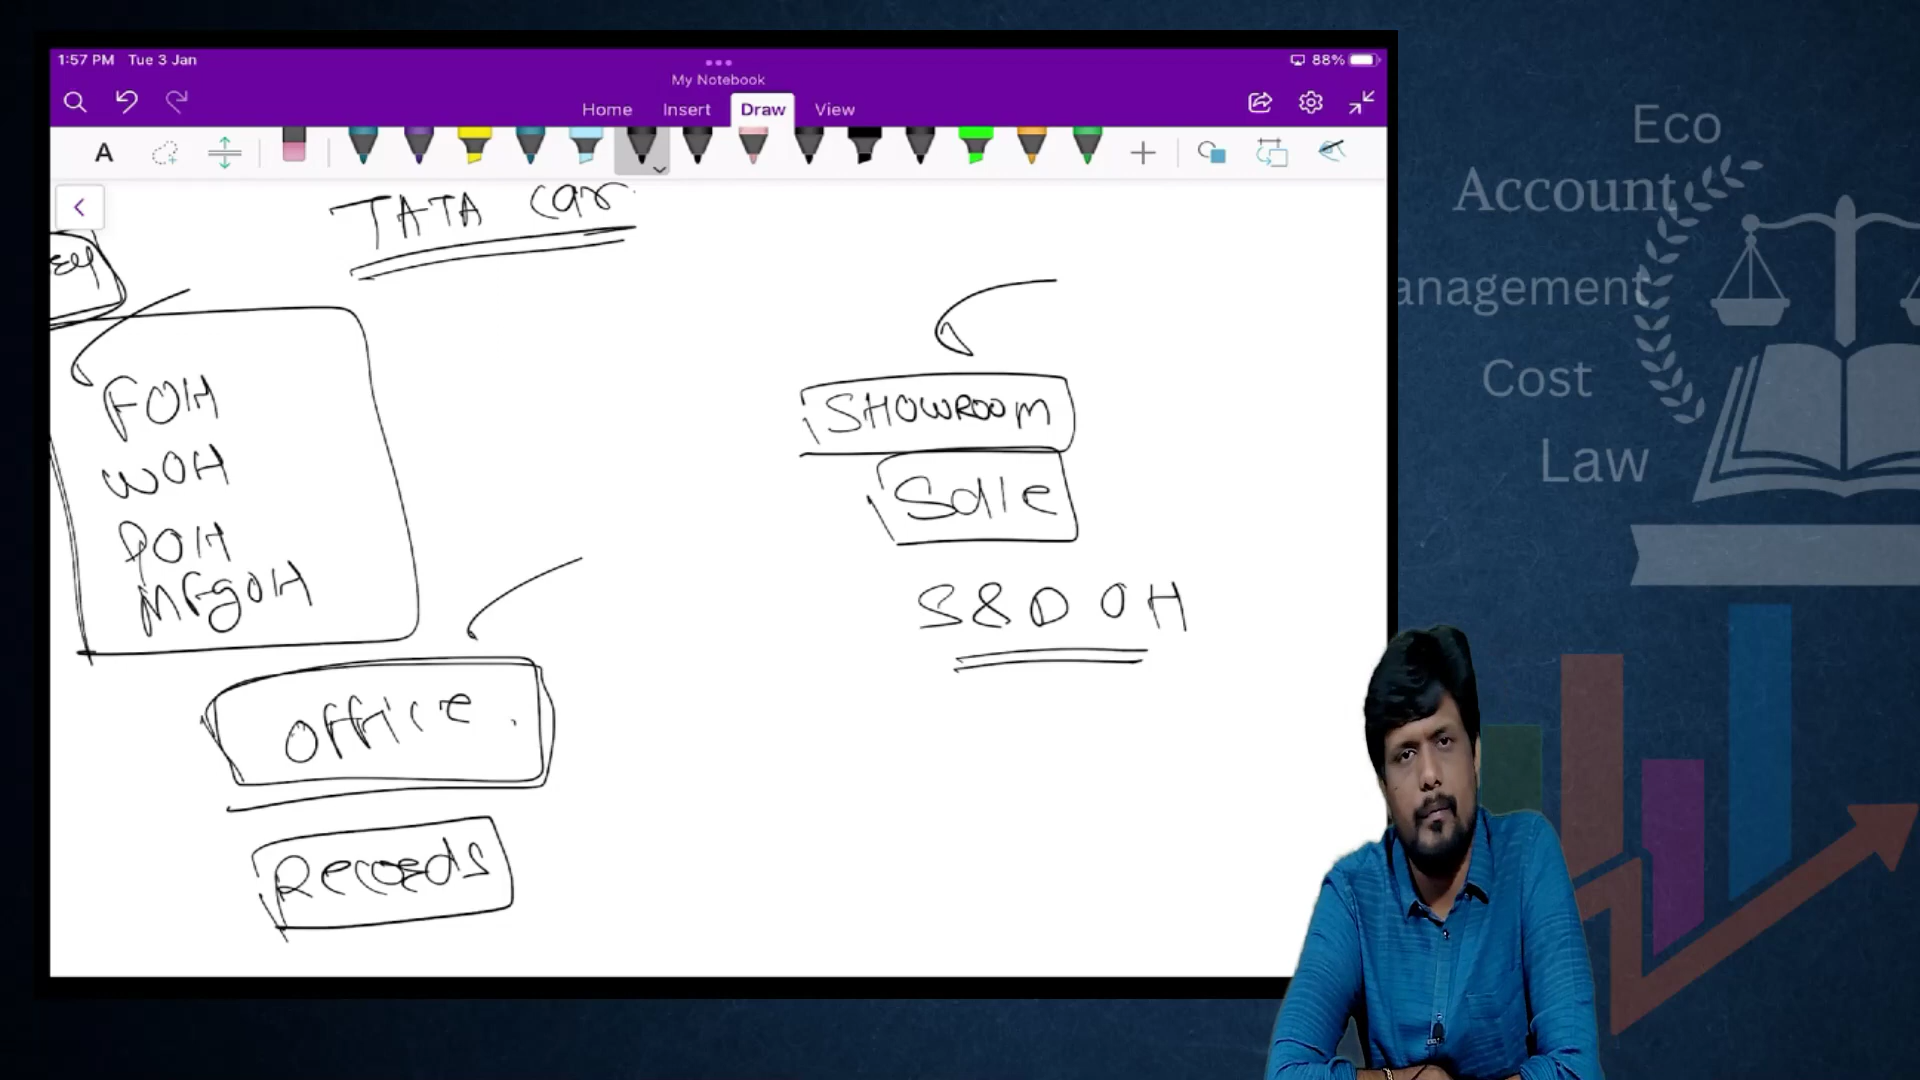 1:57 PM Tue 3 Jan
88%
My Notebook
Home Insert Draw View
A
TATA Car
FOH
WOH
POH
MFgOH
SHOWROOM
Sale
S&D OH
office
Records
Eco
Account
anagement
Cost
Law